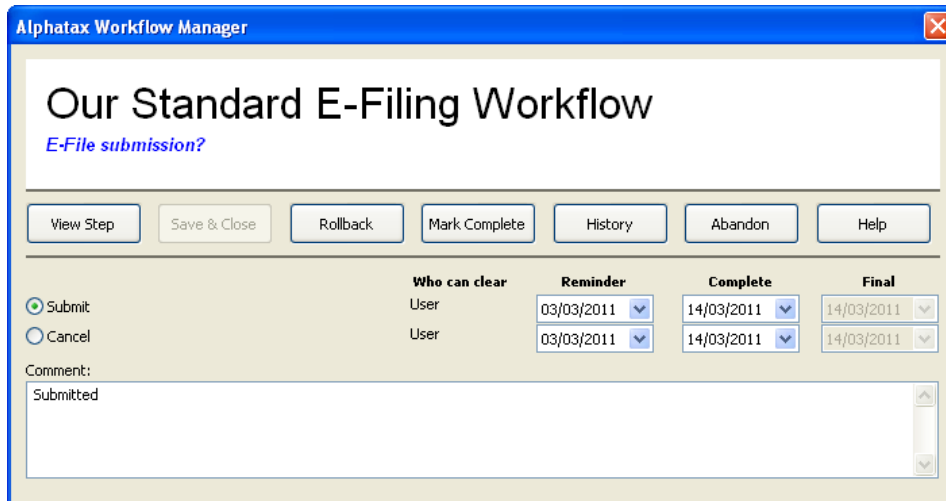 Alphatax Workflow Manager
Our Standard E-Filing Workflow
E-File submission?
View Step Save & Close Rollback Mark Complete History Abandon Help
Who can clear Reminder Complete Final
Submit User 03/03/2011 14/03/2011 14/03/2011
Cancel User 03/03/2011 14/03/2011 14/03/2011
Comment:
Submitted